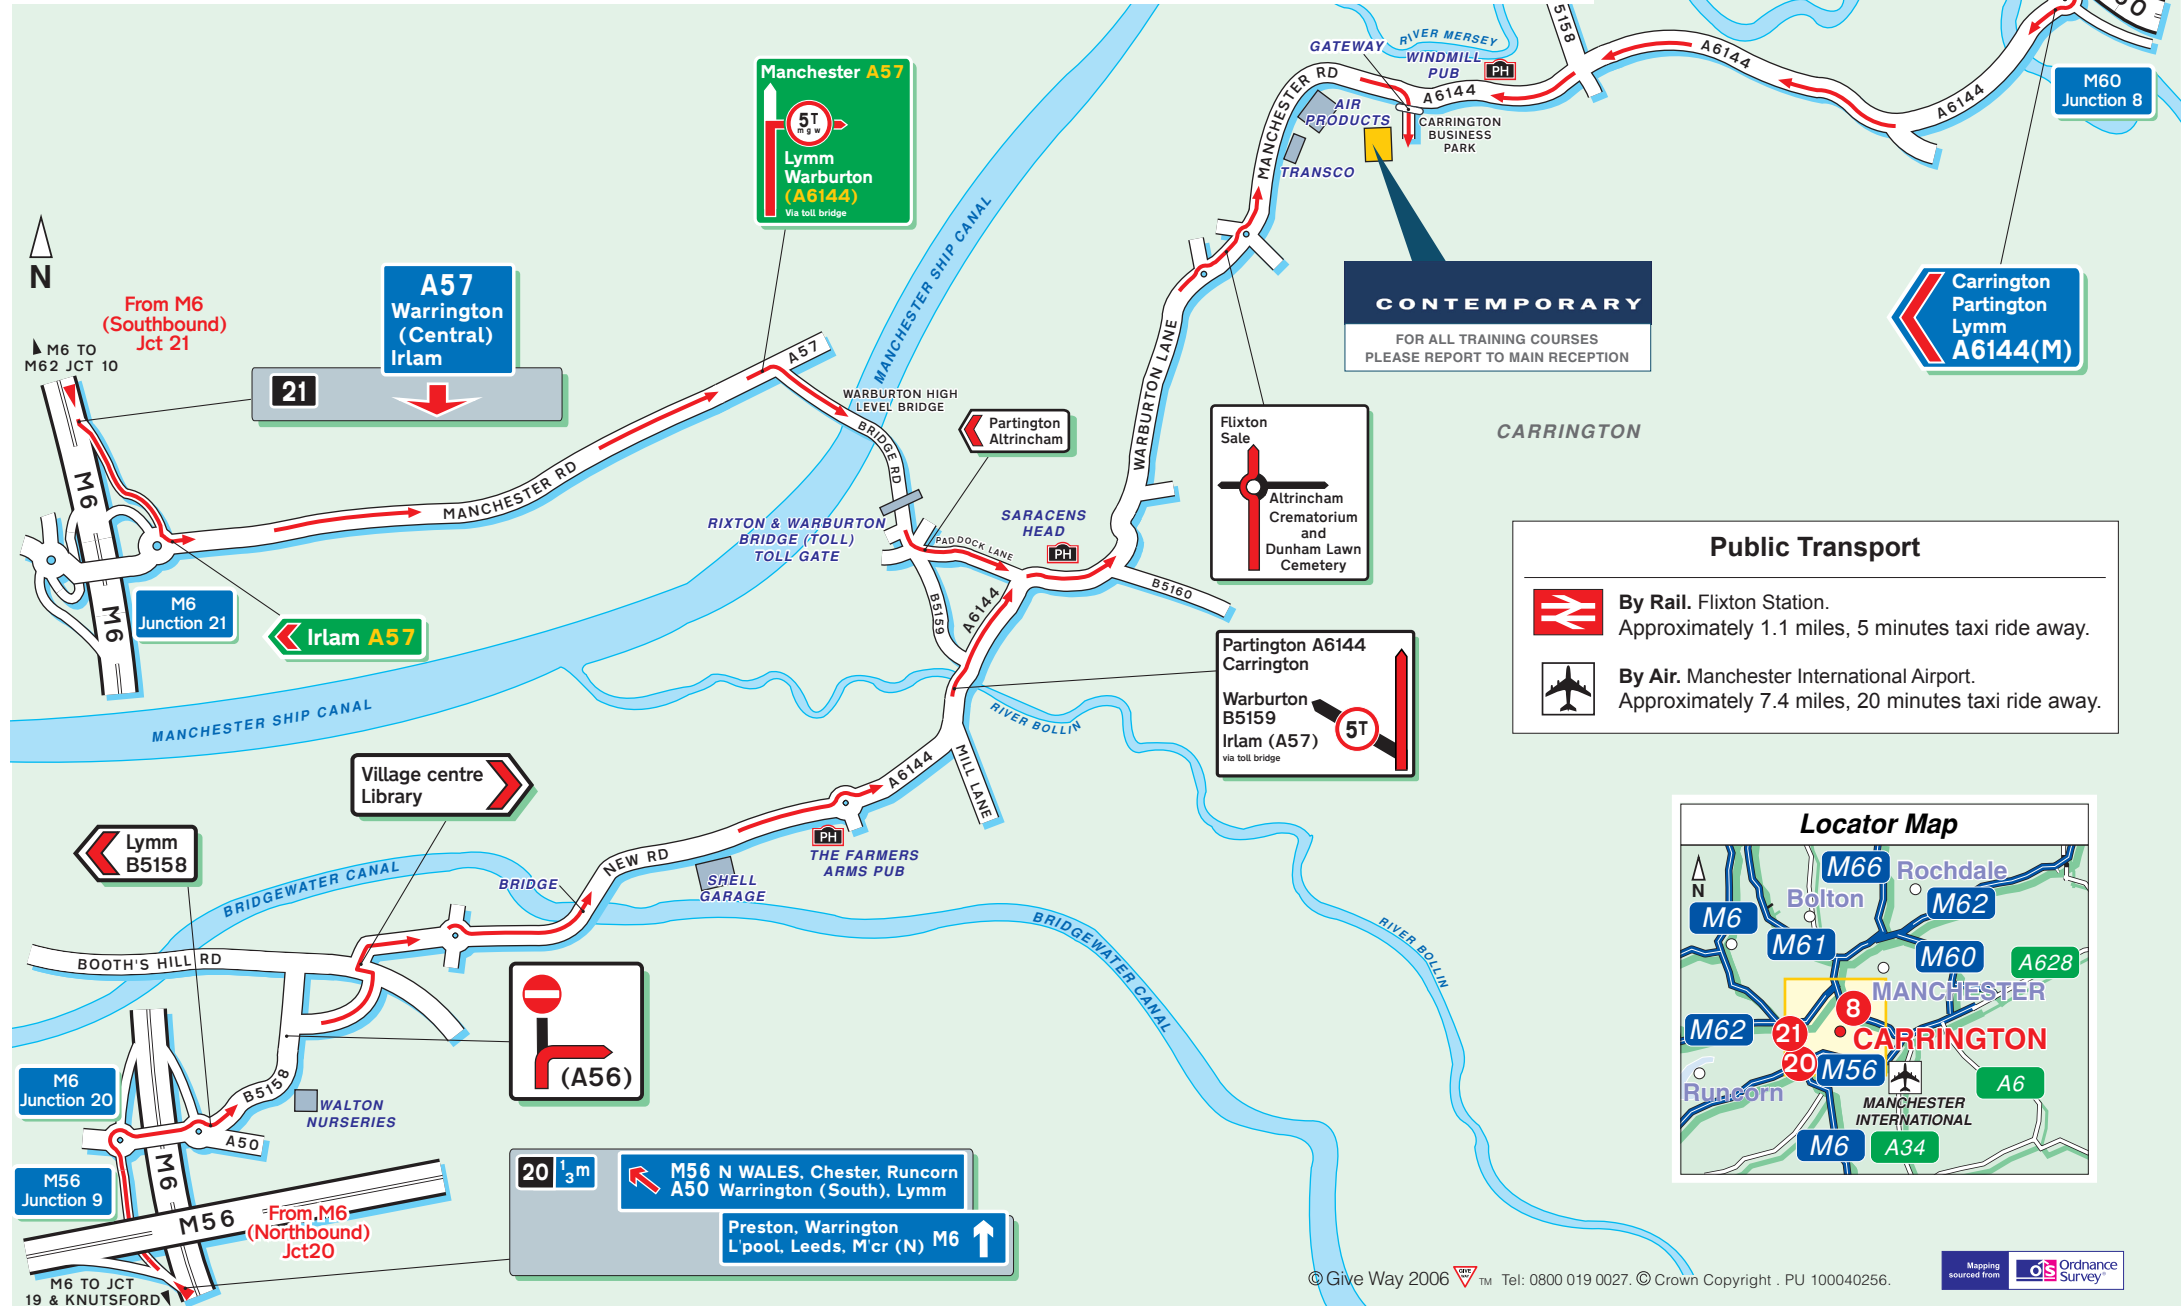 Manchester A57
5T
mgw
Lymm
Warburton
(A6144)
Via toll bridge
MANCHESTER SHIP CANAL
GATEWAY
RIVER MERSEY
WINDMILL
PUB
PH
5158
A6144
A6144
A6144
M60
Junction 8
MANCHESTER RD
AIR
PRODUCTS
TRANSCO
CARRINGTON
BUSINESS
PARK
CONTEMPORARY
FOR ALL TRAINING COURSES
PLEASE REPORT TO MAIN RECEPTION
Carrington
Partington
Lymm
A6144(M)
N
From M6
(Southbound)
Jct 21
M6 TO
M62 JCT 10
A57
Warrington
(Central)
Irlam
21
M6
M6
MANCHESTER RD
A57
WARBURTON HIGH
LEVEL BRIDGE
BRIDGE RD
Partington
Altrincham
WARBURTON LANE
Flixton
Sale
Altrincham
Crematorium
and
Dunham Lawn
Cemetery
CARRINGTON
RIXTON & WARBURTON
BRIDGE (TOLL)
TOLL GATE
PADDOCK LANE
SARACENS
HEAD
PH
B5160
B5159
A6144
M6
Junction 21
Irlam A57
MANCHESTER SHIP CANAL
Partington A6144
Carrington
Warburton
B5159
Irlam (A57)
via toll bridge
5T
Public Transport
By Rail. Flixton Station.
Approximately 1.1 miles, 5 minutes taxi ride away.
By Air. Manchester International Airport.
Approximately 7.4 miles, 20 minutes taxi ride away.
RIVER BOLLIN
MILL LANE
A6144
Village centre
Library
Lymm
B5158
BRIDGEWATER CANAL
BRIDGE
NEW RD
SHELL
GARAGE
PH
THE FARMERS
ARMS PUB
BRIDGEWATER CANAL
RIVER BOLLIN
BOOTH'S HILL RD
(A56)
M6
Junction 20
B5158
WALTON
NURSERIES
A50
M6
M56
Junction 9
M56
From M6
(Northbound)
Jct20
M6 TO JCT
19 & KNUTSFORD
20 1/3m
M56 N WALES, Chester, Runcorn
A50 Warrington (South), Lymm
Preston, Warrington
L'pool, Leeds, M'cr (N) M6
Locator Map
N
M66
Rochdale
Bolton
M62
M6
M61
M60
A628
MANCHESTER
8
M62
21
CARRINGTON
20
M56
Runcorn
A6
MANCHESTER
INTERNATIONAL
M6
A34
© Give Way 2006 GIVE WAY TM Tel: 0800 019 0027. © Crown Copyright . PU 100040256.
Mapping
sourced from
OS Ordnance
Survey®